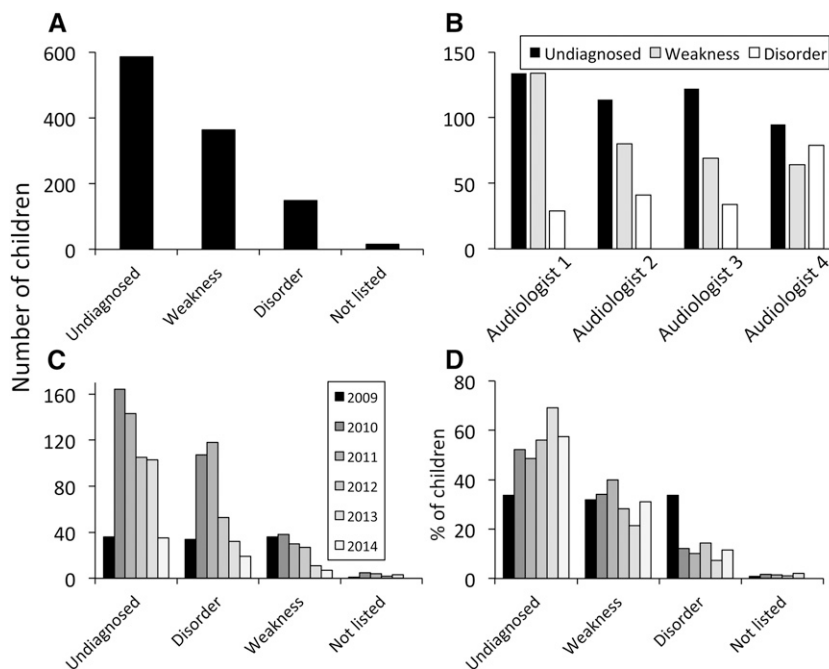 A
Number of children
600
400
200
0
Undiagnosed
Weakness
Disorder
Not listed
B
150
100
50
0
Undiagnosed Weakness Disorder
Audiologist 1
Audiologist 2
Audiologist 3
Audiologist 4
C
160
120
80
40
0
2009
2010
2011
2012
2013
2014
Undiagnosed
Disorder
Weakness
Not listed
D
% of children
80
60
40
20
0
Undiagnosed
Weakness
Disorder
Not listed